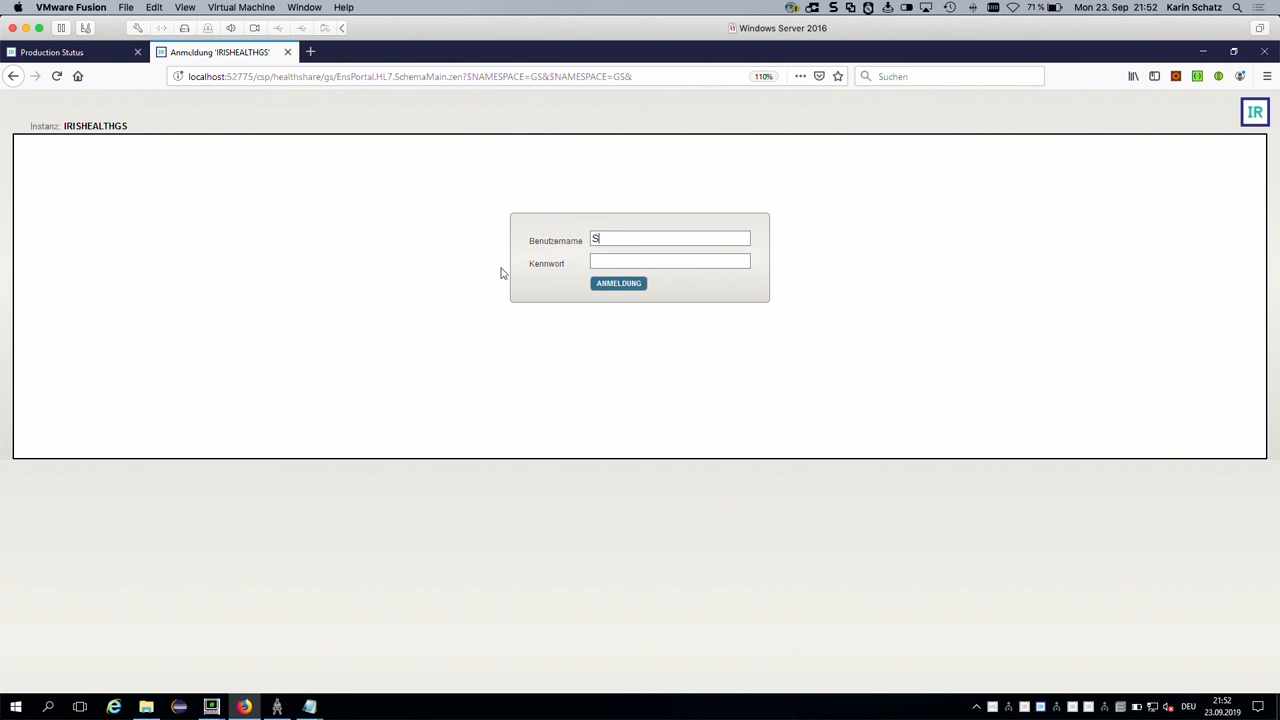 VMware Fusion File Edit View Virtual Machine Window Help 71 % Mon 23. Sep 21:52 Karin Schatz
Windows Server 2016
Production Status Anmeldung 'IRISHEALTHGS'
localhost:52775/csp/healthshare/gs/EnsPortal.HL7.SchemaMain.zen?$NAMESPACE=GS&$NAMESPACE=GS& 110% Suchen
IR
Instanz: IRISHEALTHGS
Benutzername S
Kennwort
ANMELDUNG
DEU 21:52
23.09.2019